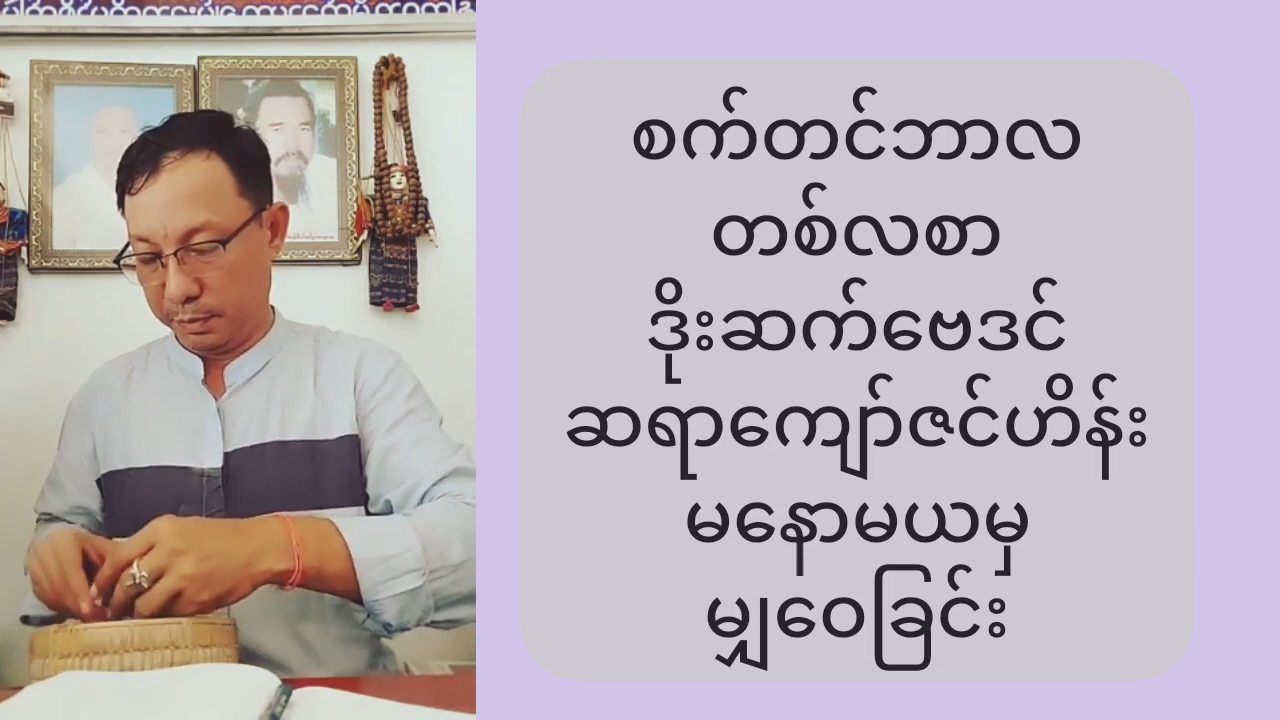 စက်တင်ဘာလ
တစ်လစာ
ဒိုးဆက်ဗေဒင်
ဆရာကျော်ဇင်ဟိန်း
မနောမယမှ
မျှဝေခြင်း